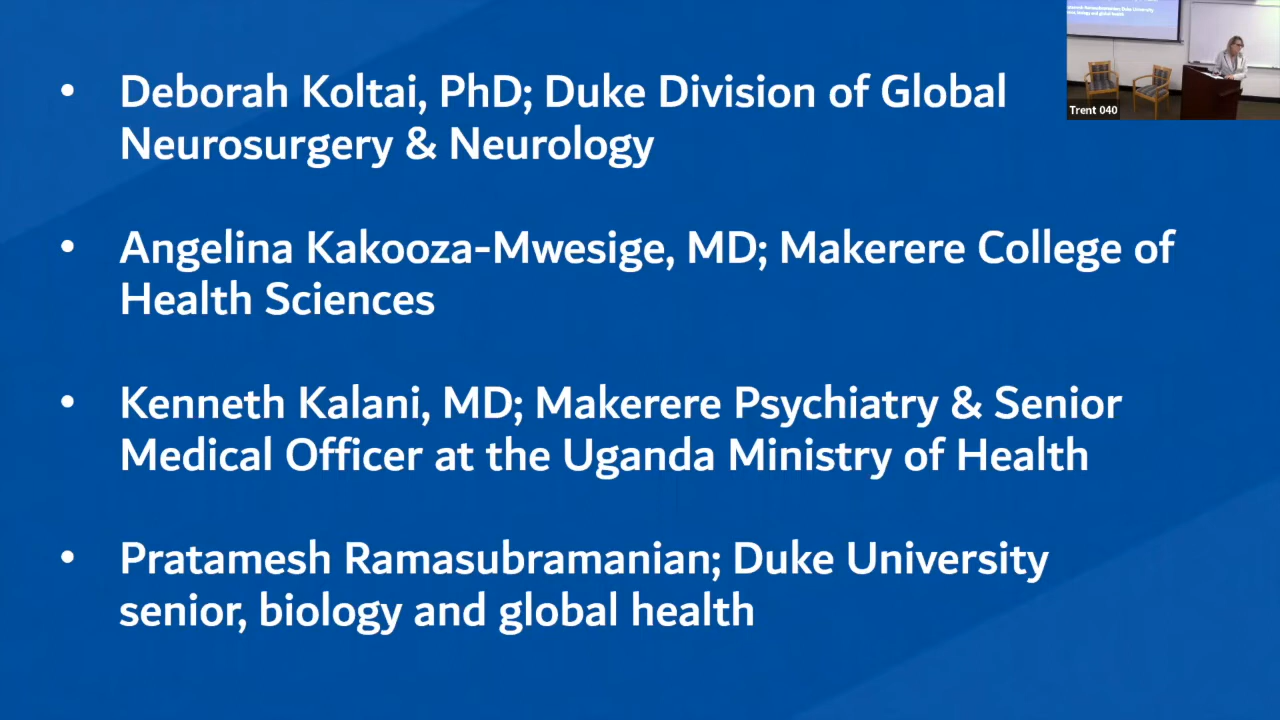 • Deborah Koltai, PhD; Duke Division of Global
Neurosurgery & Neurology
• Angelina Kakooza-Mwesige, MD; Makerere College of
Health Sciences
• Kenneth Kalani, MD; Makerere Psychiatry & Senior
Medical Officer at the Uganda Ministry of Health
• Pratamesh Ramasubramanian; Duke University
senior, biology and global health
Trent 040